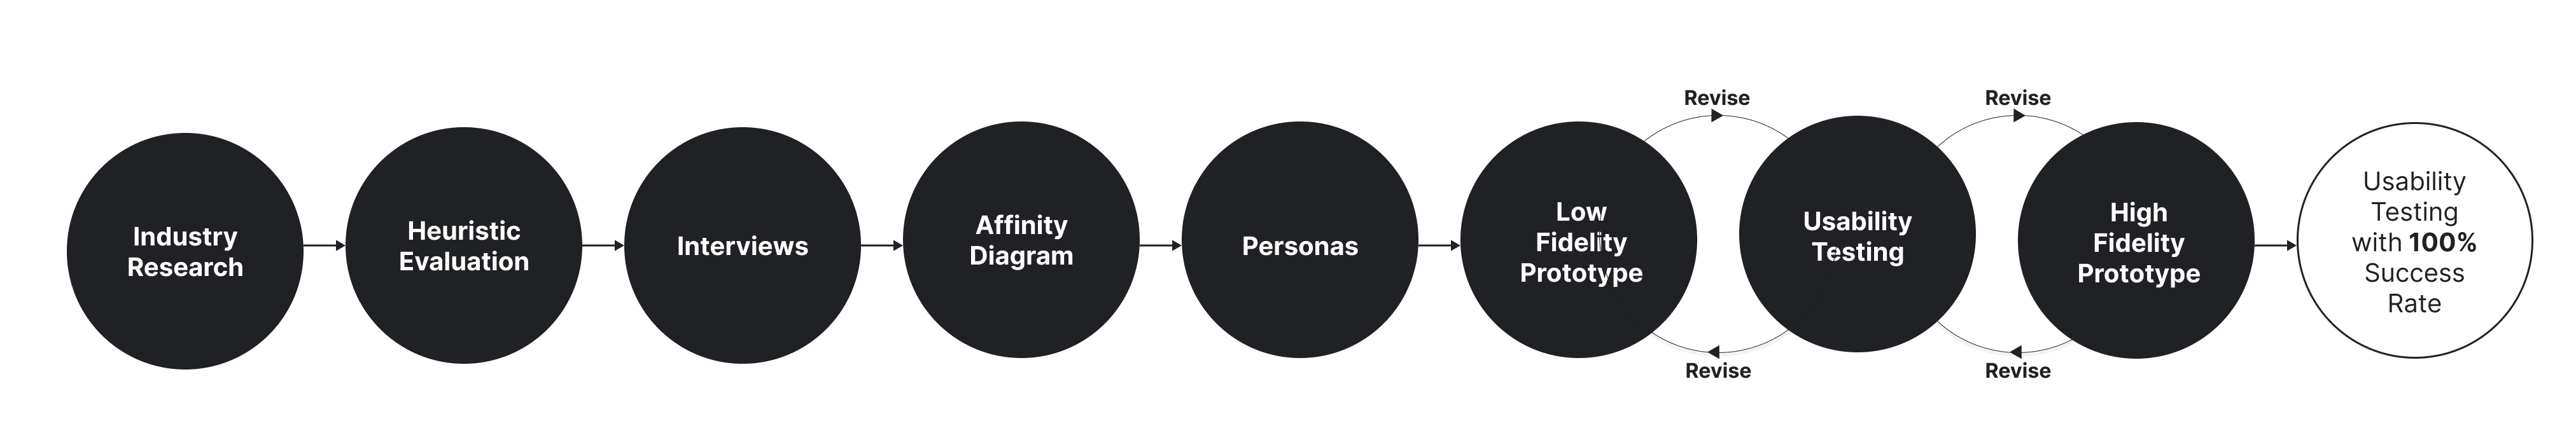 Industry
Research
Heuristic
Evaluation
Interviews
Affinity
Diagram
Personas
Low
Fidelity
Prototype
Revise
Revise
Usability
Testing
Revise
Revise
High
Fidelity
Prototype
Usability
Testing
with 100%
Success
Rate